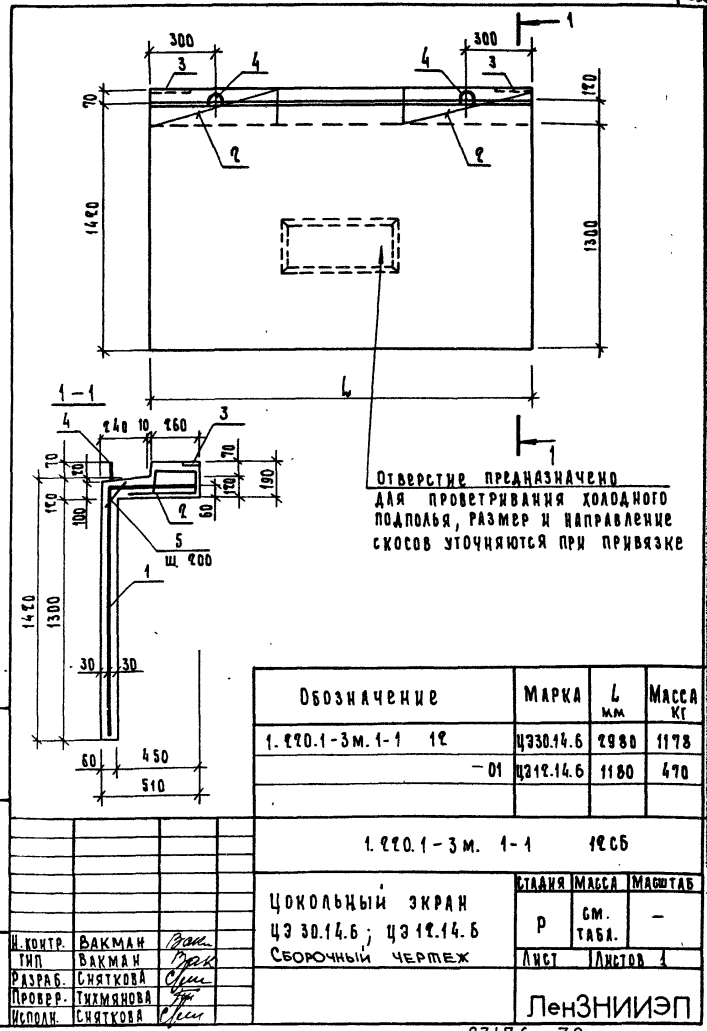 1
300
300
3
4
4
3
70
120
2
2
1420
1300
L
1
1-1
240 10 260
4
3
70
20
70
120
190
120
100
2
60
5
Ш. 200
1
1420
1300
30 30
60 450
510
ОТВЕРСТИЕ ПРЕДНАЗНАЧЕНО
ДЛЯ ПРОВЕТРИВАНИЯ ХОЛОДНОГО
ПОДПОЛЬЯ, РАЗМЕР И НАПРАВЛЕНИЕ
СКОСОВ УТОЧНЯЮТСЯ ПРИ ПРИВЯЗКЕ
ОБОЗНАЧЕНИЕ МАРКА L ММ МАССА КГ
1.220.1-3м.1-1 12 ЦЭ30.14.6 2980 1178
-01 ЦЭ12.14.6 1180 470
1.220.1-3м. 1-1 12СБ
ЦОКОЛЬНЫЙ ЭКРАН
ЦЭ 30.14.6; ЦЭ 12.14.6
СБОРОЧНЫЙ ЧЕРТЕЖ
СТАДИЯ МАССА МАСШТАБ
Р СМ. ТАБЛ. –
ЛИСТ ЛИСТОВ 1
Н.КОНТР. ВАКМАН
ГИП ВАКМАН
РАЗРАБ. СНЯТКОВА
ПРОВЕР. ТИХМЯНОВА
ИСПОЛН. СНЯТКОВА
ЛенЗНИИЭП